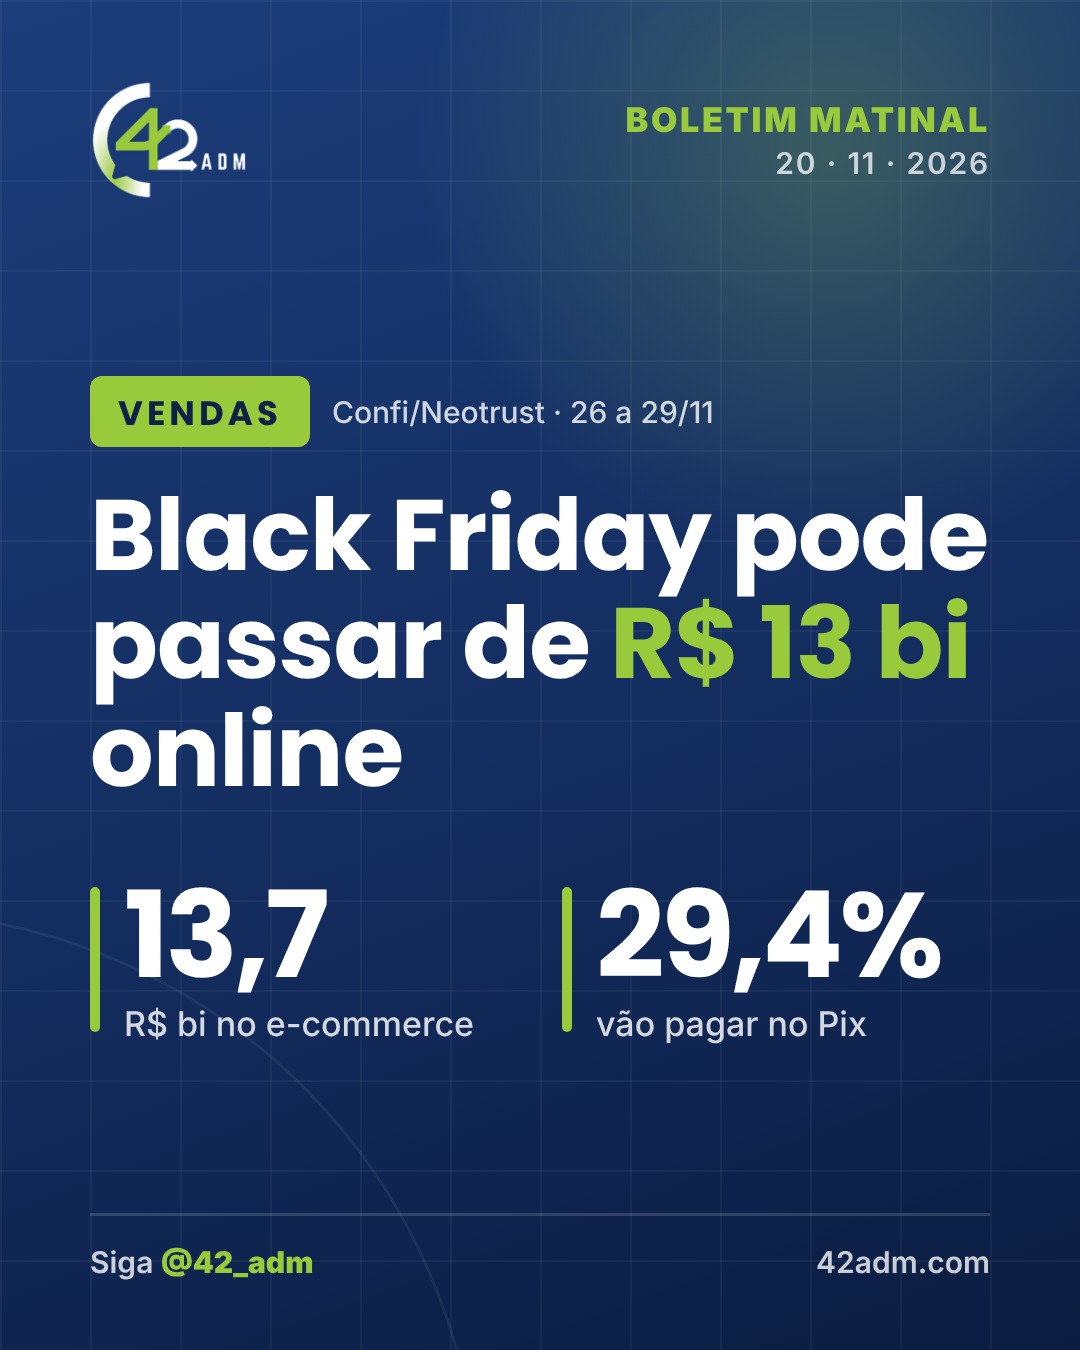 42 ADM
BOLETIM MATINAL
20 · 11 · 2026
VENDAS
Confi/Neotrust · 26 a 29/11
Black Friday pode
passar de R$ 13 bi
online
13,7
R$ bi no e-commerce
29,4%
vão pagar no Pix
Siga @42_adm
42adm.com